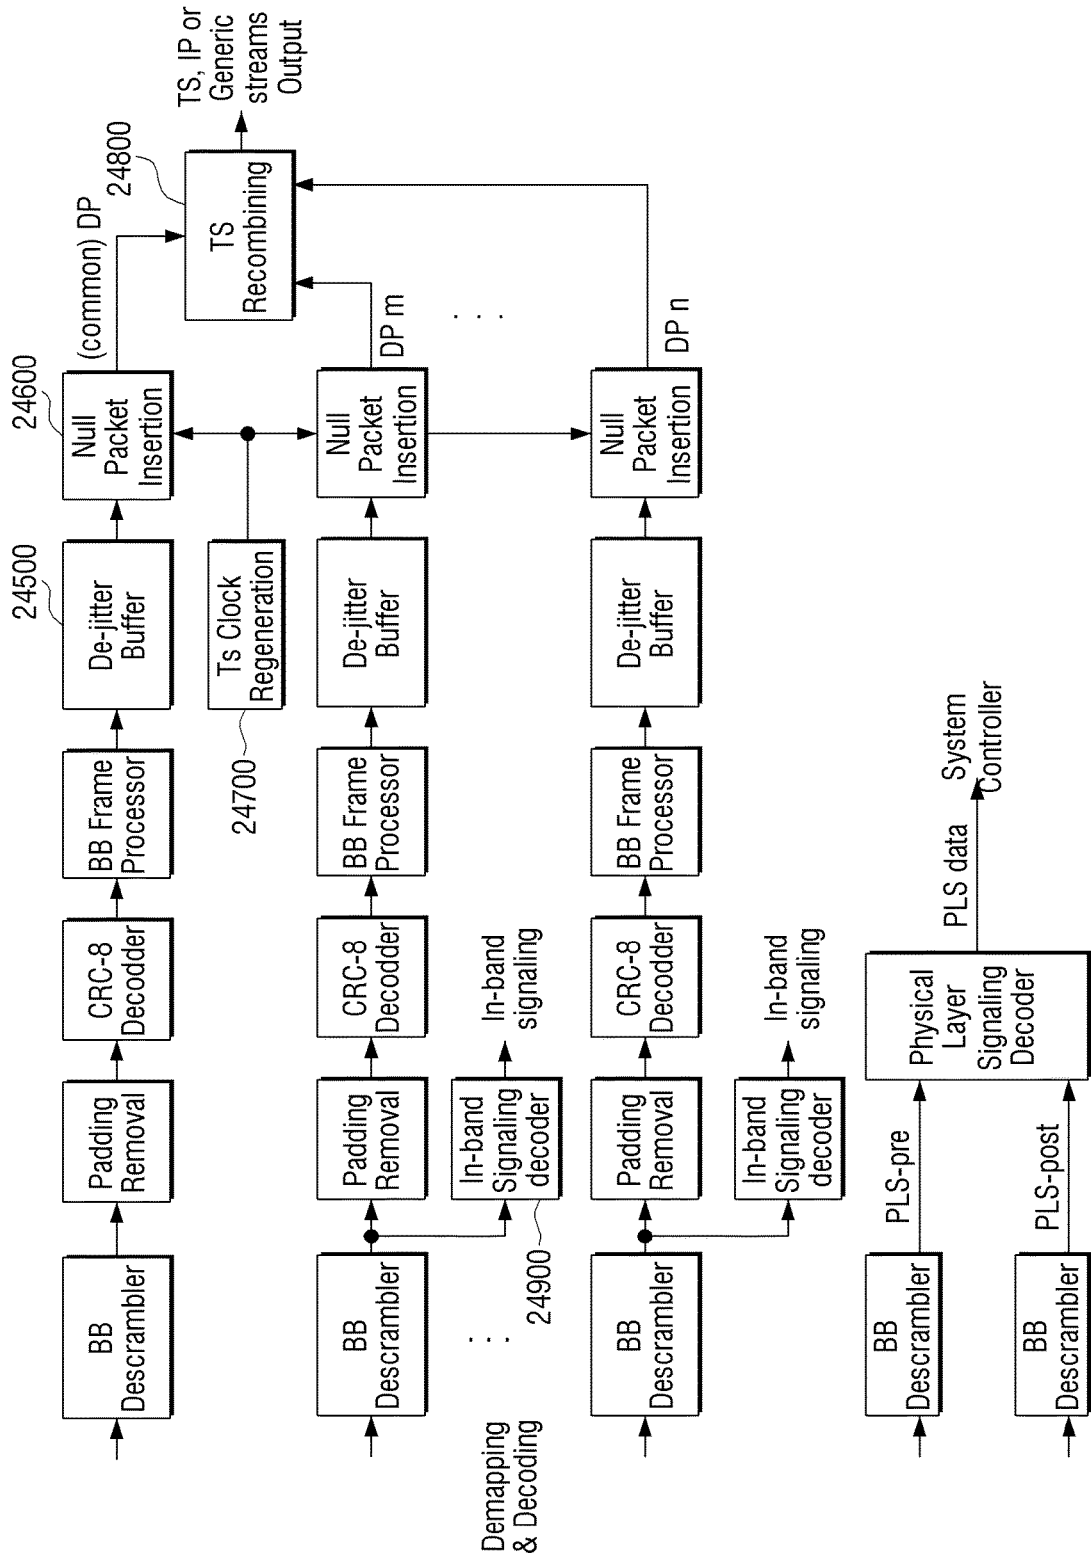 24500
24600
(common) DP
24800
TS, IP or
Generic
streams
Output
BB
Descrambler
Padding
Removal
CRC-8
Decodder
BB Frame
Processor
De-jitter
Buffer
Null
Packet
Insertion
TS
Recombining
24700
Ts Clock
Regeneration
BB
Descrambler
Padding
Removal
CRC-8
Decodder
BB Frame
Processor
De-jitter
Buffer
Null
Packet
Insertion
DP m
In-band
Signaling
decoder
In-band
signaling
24900
. . .
. . .
Demapping
& Decoding
BB
Descrambler
Padding
Removal
CRC-8
Decodder
BB Frame
Processor
De-jitter
Buffer
Null
Packet
Insertion
DP n
In-band
Signaling
decoder
In-band
signaling
BB
Descrambler
PLS-pre
Physical
Layer
Signaling
Decoder
PLS data
System
Controller
BB
Descrambler
PLS-post